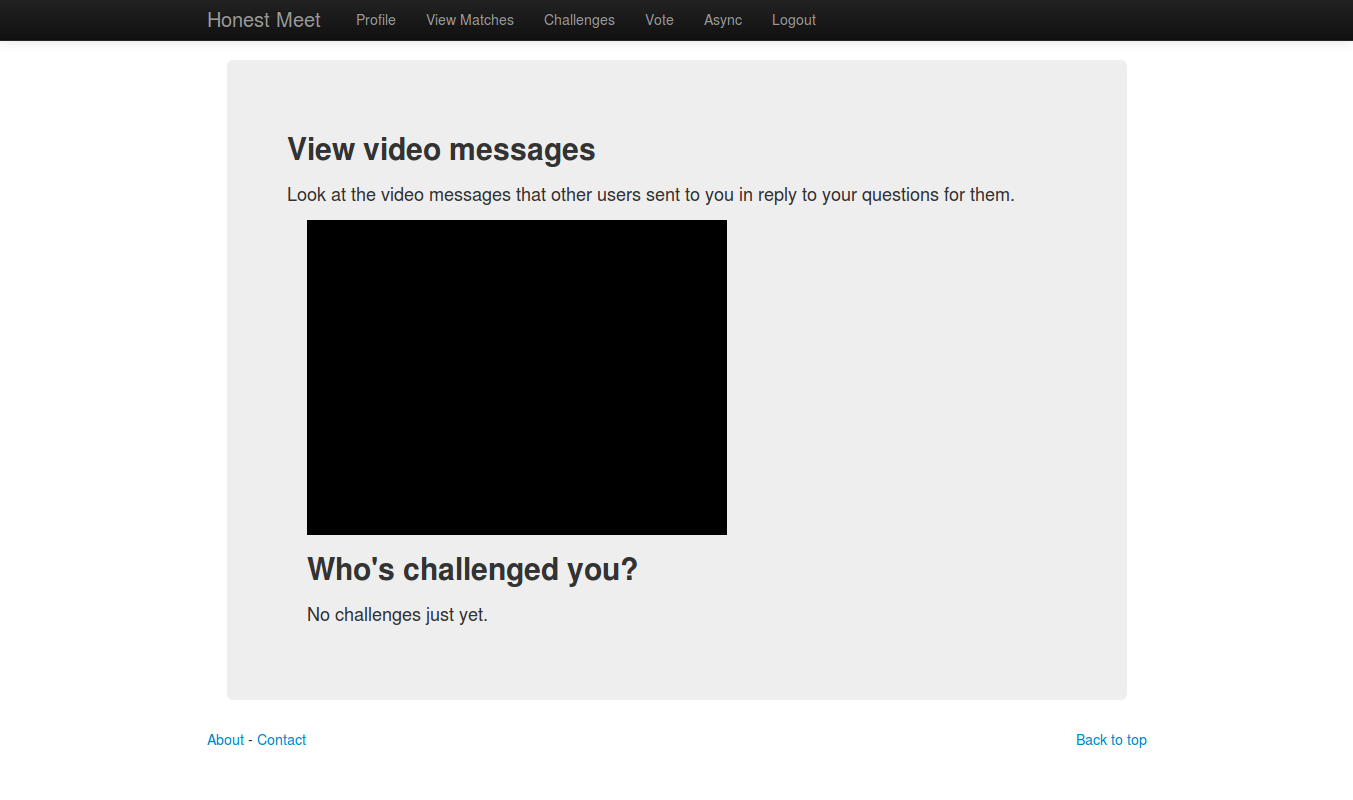 Honest Meet Profile View Matches Challenges Vote Async Logout
View video messages
Look at the video messages that other users sent to you in reply to your questions for them.
Who's challenged you?
No challenges just yet.
About - Contact Back to top